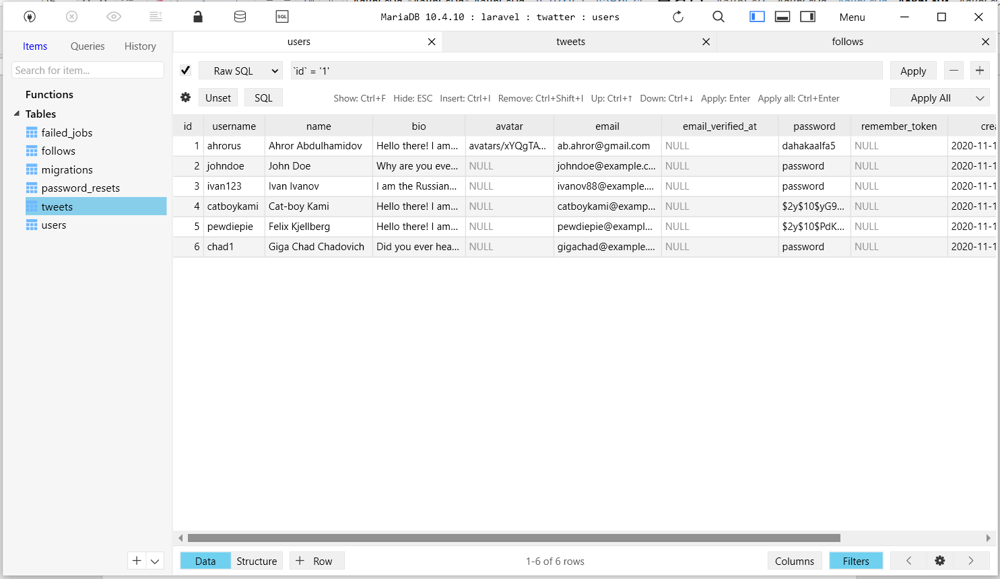 SQL MariaDB 10.4.10 : laravel : twatter : users Menu
Items Queries History
users tweets follows
Search for item...
Raw SQL `id` = '1' Apply
Unset SQL Show: Ctrl+F Hide: ESC Insert: Ctrl+I Remove: Ctrl+Shift+I Up: Ctrl+↑ Down: Ctrl+↓ Apply: Enter Apply all: Ctrl+Enter Apply All
Functions
Tables
failed_jobs
follows
migrations
password_resets
tweets
users
id username name bio avatar email email_verified_at password remember_token crea
1 ahrorus Ahror Abdulhamidov Hello there! I am... avatars/xYQgTA... ab.ahror@gmail.com NULL dahakaalfa5 NULL 2020-11-1
2 johndoe John Doe Why are you eve... NULL johndoe@example.c... NULL password NULL 2020-11-1
3 ivan123 Ivan Ivanov I am the Russian... NULL ivanov88@example.... NULL password NULL 2020-11-1
4 catboykami Cat-boy Kami Hello there! I am... NULL catboykami@examp... NULL $2y$10$yG9... NULL 2020-11-1
5 pewdiepie Felix Kjellberg Hello there! I am... NULL pewdiepie@exampl... NULL $2y$10$PdK... NULL 2020-11-1
6 chad1 Giga Chad Chadovich Did you ever hea... NULL gigachad@example.... NULL password NULL 2020-11-1
Data Structure Row 1-6 of 6 rows Columns Filters